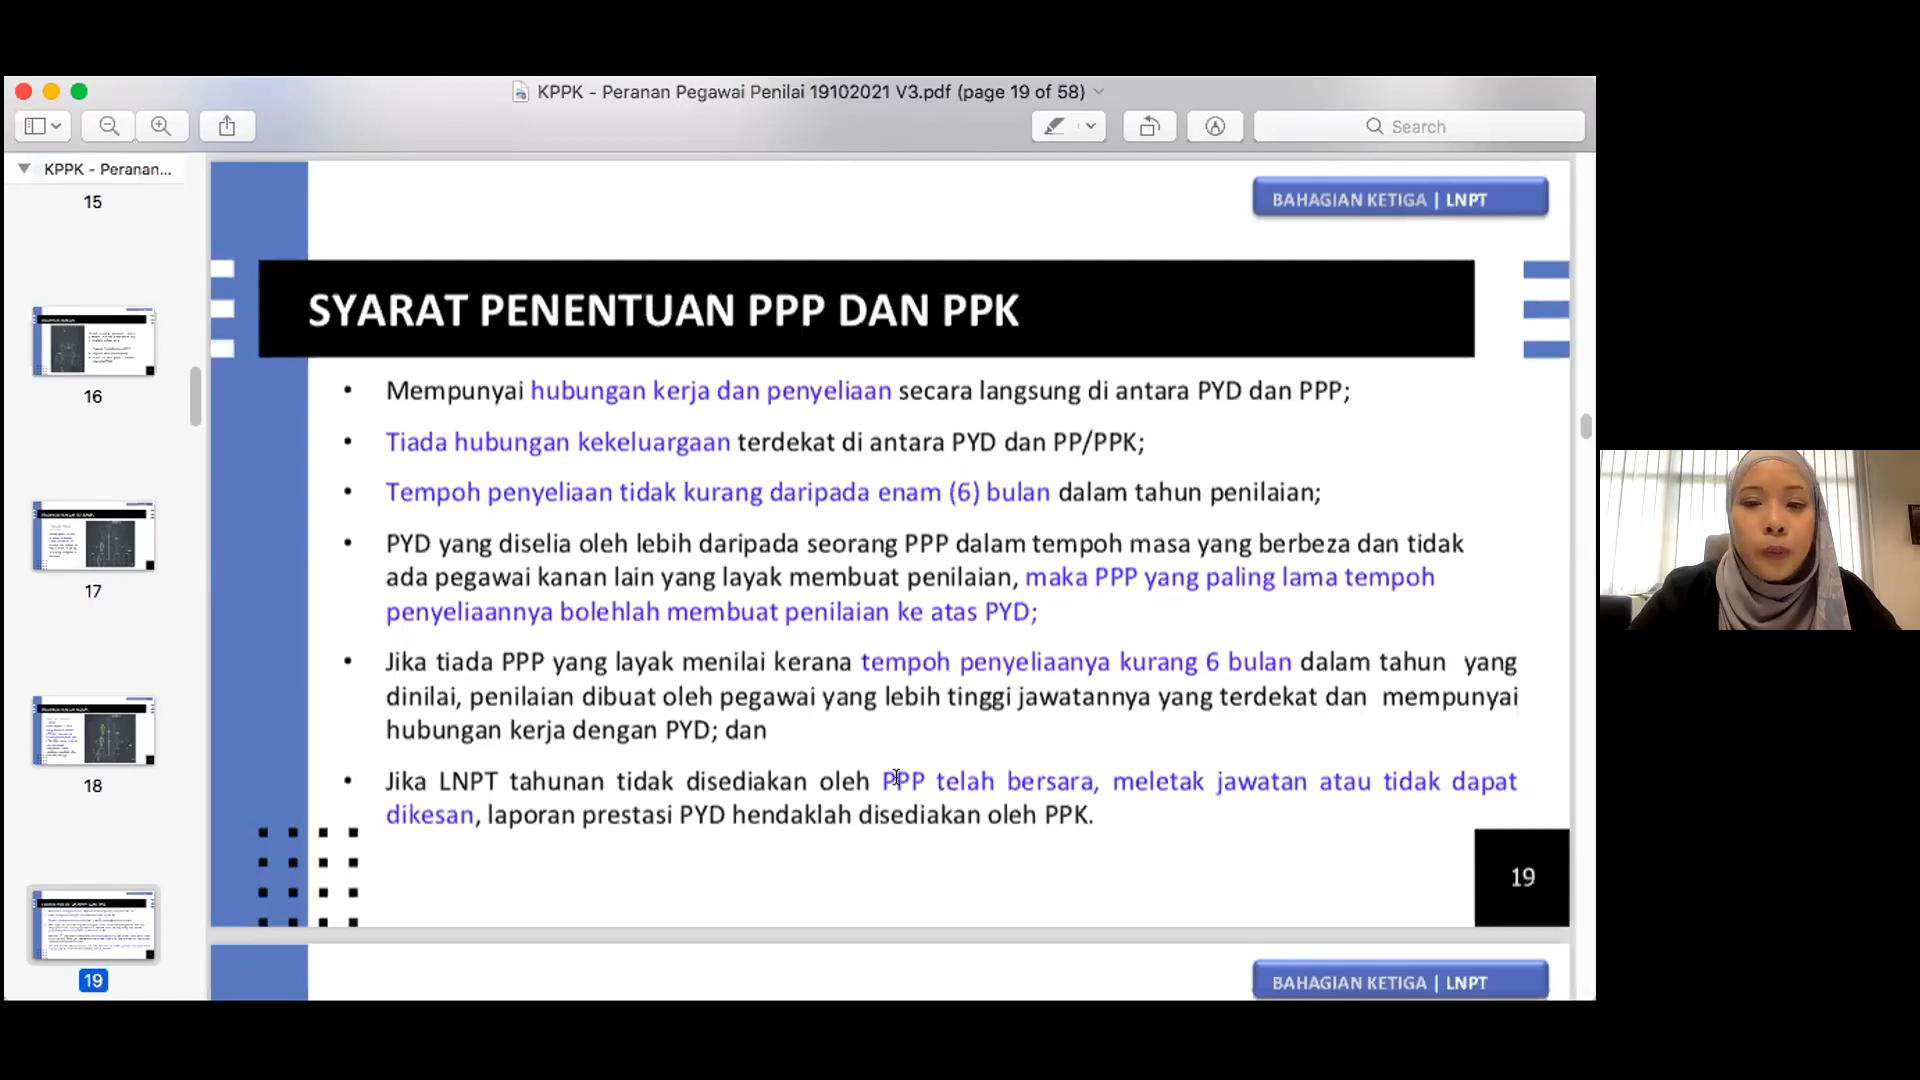 KPPK - Peranan Pegawai Penilai 19102021 V3.pdf (page 19 of 58)
Search
KPPK - Peranan...
15
16
17
18
19
BAHAGIAN KETIGA | LNPT
SYARAT PENENTUAN PPP DAN PPK
• Mempunyai hubungan kerja dan penyeliaan secara langsung di antara PYD dan PPP;
• Tiada hubungan kekeluargaan terdekat di antara PYD dan PP/PPK;
• Tempoh penyeliaan tidak kurang daripada enam (6) bulan dalam tahun penilaian;
• PYD yang diselia oleh lebih daripada seorang PPP dalam tempoh masa yang berbeza dan tidak
ada pegawai kanan lain yang layak membuat penilaian, maka PPP yang paling lama tempoh
penyeliaannya bolehlah membuat penilaian ke atas PYD;
• Jika tiada PPP yang layak menilai kerana tempoh penyeliaanya kurang 6 bulan dalam tahun yang
dinilai, penilaian dibuat oleh pegawai yang lebih tinggi jawatannya yang terdekat dan mempunyai
hubungan kerja dengan PYD; dan
• Jika LNPT tahunan tidak disediakan oleh PPP telah bersara, meletak jawatan atau tidak dapat
dikesan, laporan prestasi PYD hendaklah disediakan oleh PPK.
19
BAHAGIAN KETIGA | LNPT